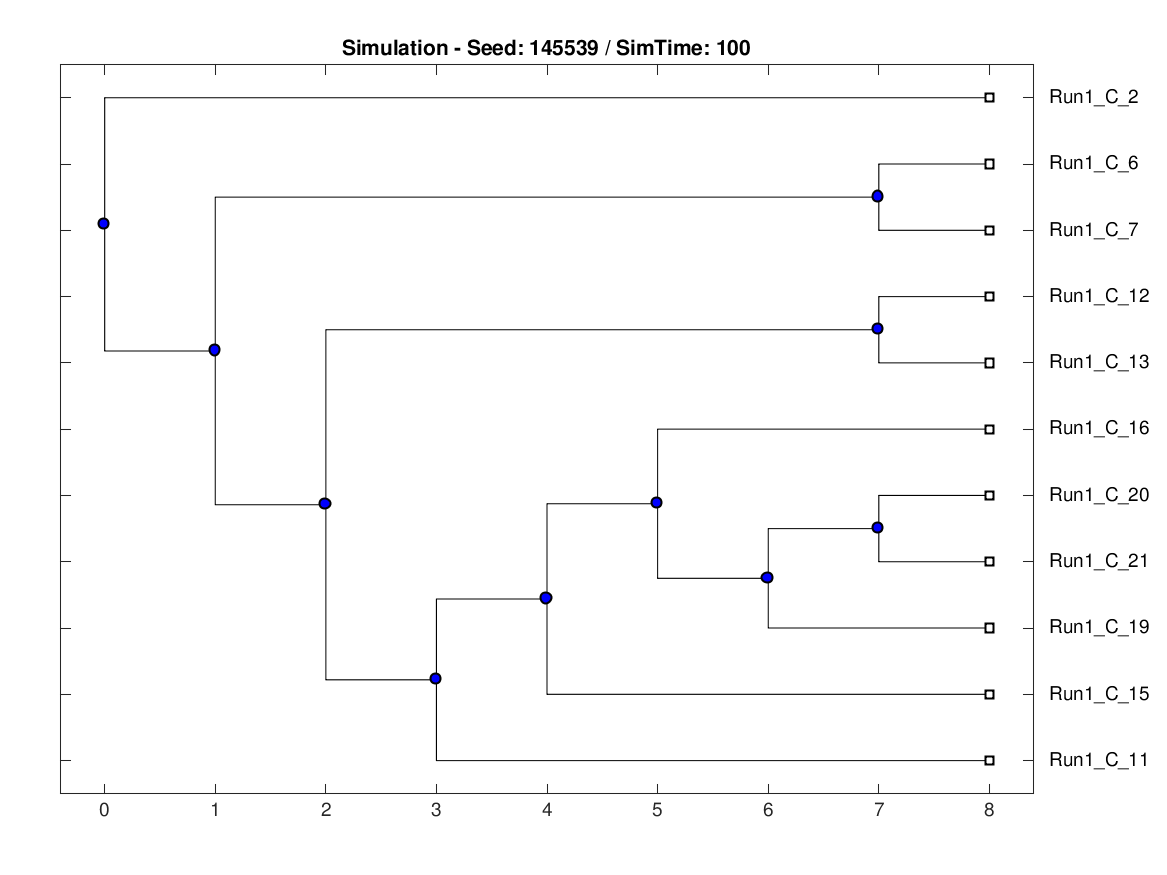 Simulation - Seed: 145539 / SimTime: 100
Run1_C_2
Run1_C_6
Run1_C_7
Run1_C_12
Run1_C_13
Run1_C_16
Run1_C_20
Run1_C_21
Run1_C_19
Run1_C_15
Run1_C_11
0 1 2 3 4 5 6 7 8